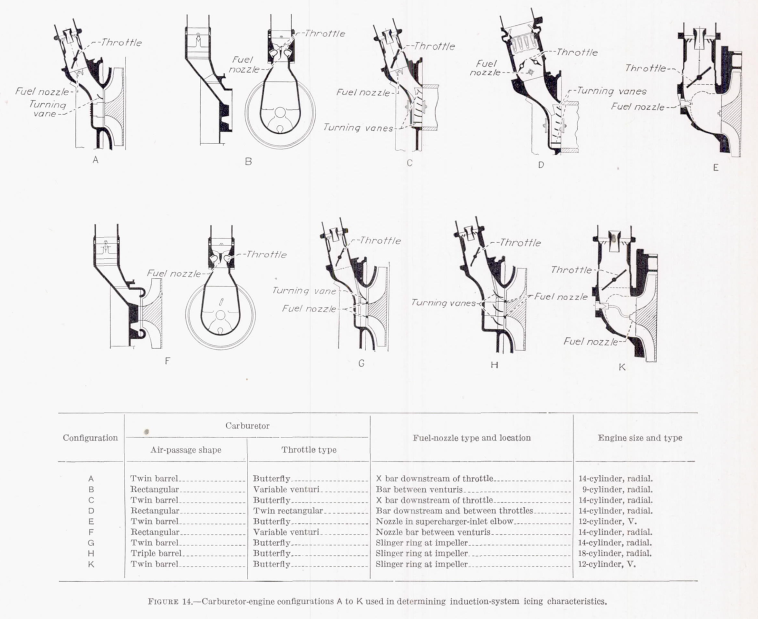 Throttle
Fuel nozzle
Turning
vane
A
Throttle
Fuel
nozzle
B
Throttle
Fuel nozzle
Turning vanes
C
Throttle
Fuel
nozzle
Turning vanes
D
Throttle
Fuel nozzle
E
Throttle
Fuel nozzle
F
Throttle
Turning vane
Fuel nozzle
G
Throttle
Turning vanes
Fuel nozzle
H
Throttle
Fuel nozzle
K
Configuration Carburetor Fuel-nozzle type and location Engine size and type
Air-passage shape Throttle type
A Twin barrel Butterfly X bar downstream of throttle 14-cylinder, radial.
B Rectangular Variable venturi Bar between venturis 9-cylinder, radial.
C Twin barrel Butterfly X bar downstream of throttle 14-cylinder, radial.
D Rectangular Twin rectangular Bar downstream and between throttles 14-cylinder, radial.
E Twin barrel Butterfly Nozzle in supercharger-inlet elbow 12-cylinder, V.
F Rectangular Variable venturi Nozzle bar between venturis 14-cylinder, radial.
G Twin barrel Butterfly Slinger ring at impeller 14-cylinder, radial.
H Triple barrel Butterfly Slinger ring at impeller 18-cylinder, radial.
K Twin barrel Butterfly Slinger ring at impeller 12-cylinder, V.
FIGURE 14.—Carburetor-engine configurations A to K used in determining induction-system icing characteristics.